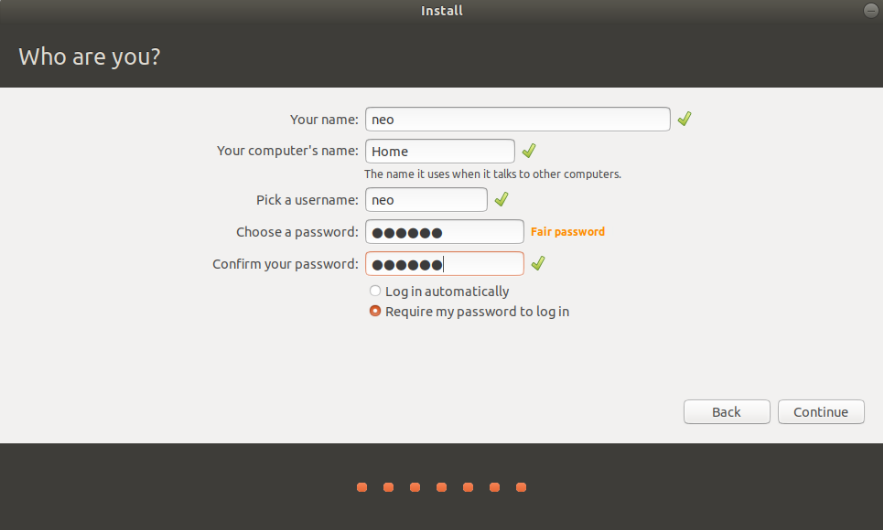 Install
Who are you?
Your name: neo
Your computer's name: Home
The name it uses when it talks to other computers.
Pick a username: neo
Choose a password: ●●●●●● Fair password
Confirm your password: ●●●●●●
Log in automatically
Require my password to log in
Back Continue